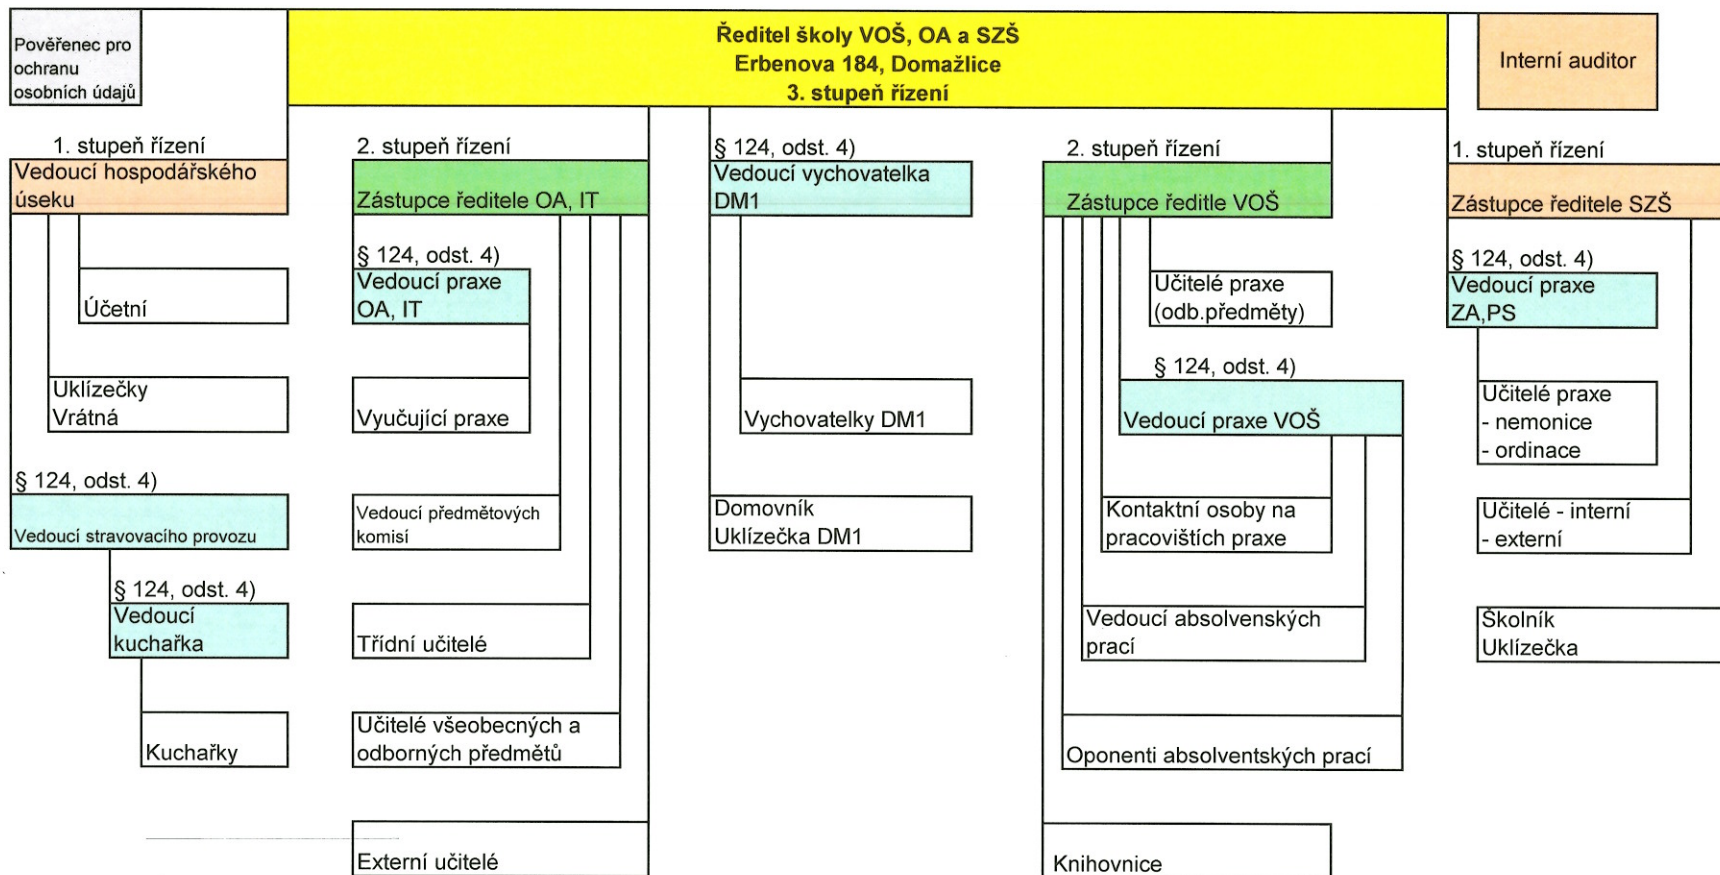 Pověřenec pro
ochranu
osobních údajů
Ředitel školy VOŠ, OA a SZŠ
Erbenova 184, Domažlice
3. stupeň řízení
Interní auditor
1. stupeň řízení
Vedoucí hospodářského
úseku
Účetní
Uklízečky
Vrátná
§ 124, odst. 4)
Vedoucí stravovacího provozu
§ 124, odst. 4)
Vedoucí
kuchařka
Kuchařky
2. stupeň řízení
Zástupce ředitele OA, IT
§ 124, odst. 4)
Vedoucí praxe
OA, IT
Vyučující praxe
Vedoucí předmětových
komisí
Třídní učitelé
Učitelé všeobecných a
odborných předmětů
Externí učitelé
§ 124, odst. 4)
Vedoucí vychovatelka
DM1
Vychovatelky DM1
Domovník
Uklízečka DM1
2. stupeň řízení
Zástupce ředitle VOŠ
Učitelé praxe
(odb.předměty)
§ 124, odst. 4)
Vedoucí praxe VOŠ
Kontaktní osoby na
pracovištích praxe
Vedoucí absolvenských
prací
Oponenti absolventských prací
Knihovnice
1. stupeň řízení
Zástupce ředitele SZŠ
§ 124, odst. 4)
Vedoucí praxe
ZA,PS
Učitelé praxe
- nemonice
- ordinace
Učitelé - interní
- externí
Školník
Uklízečka